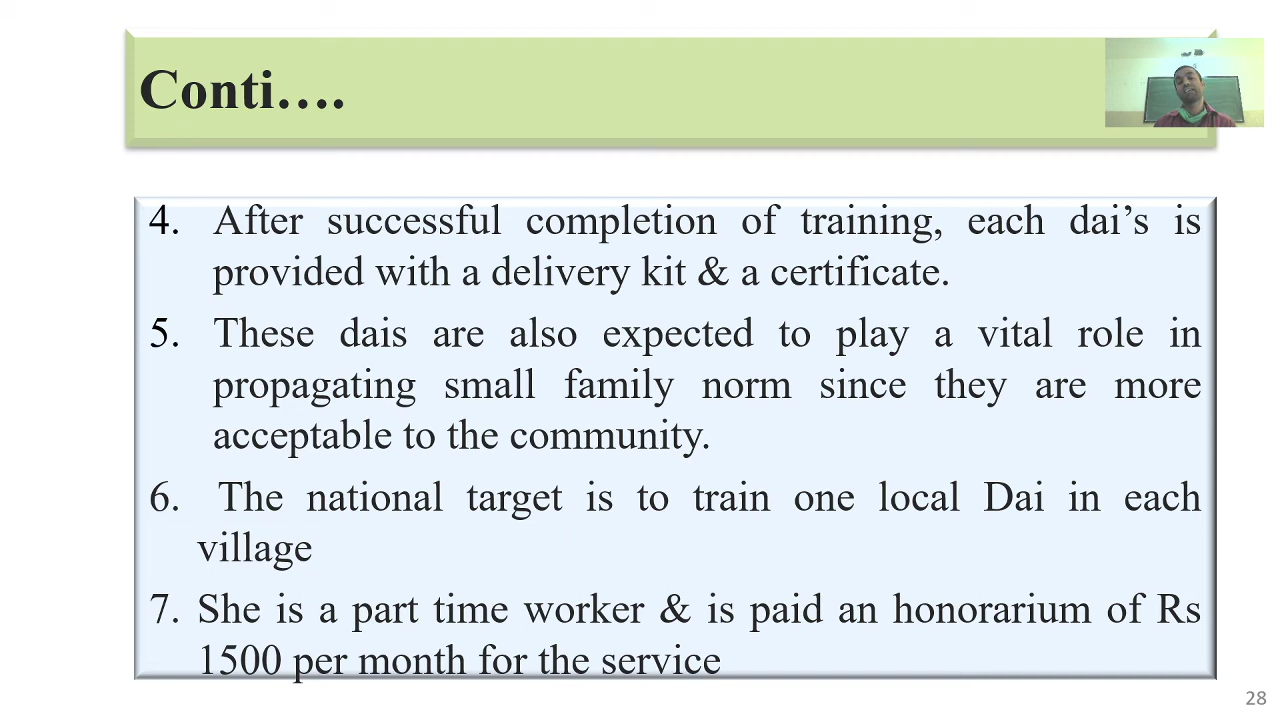 Conti….
4. After successful completion of training, each dai’s is
provided with a delivery kit & a certificate.
5. These dais are also expected to play a vital role in
propagating small family norm since they are more
acceptable to the community.
6. The national target is to train one local Dai in each
village
7. She is a part time worker & is paid an honorarium of Rs
1500 per month for the service
28